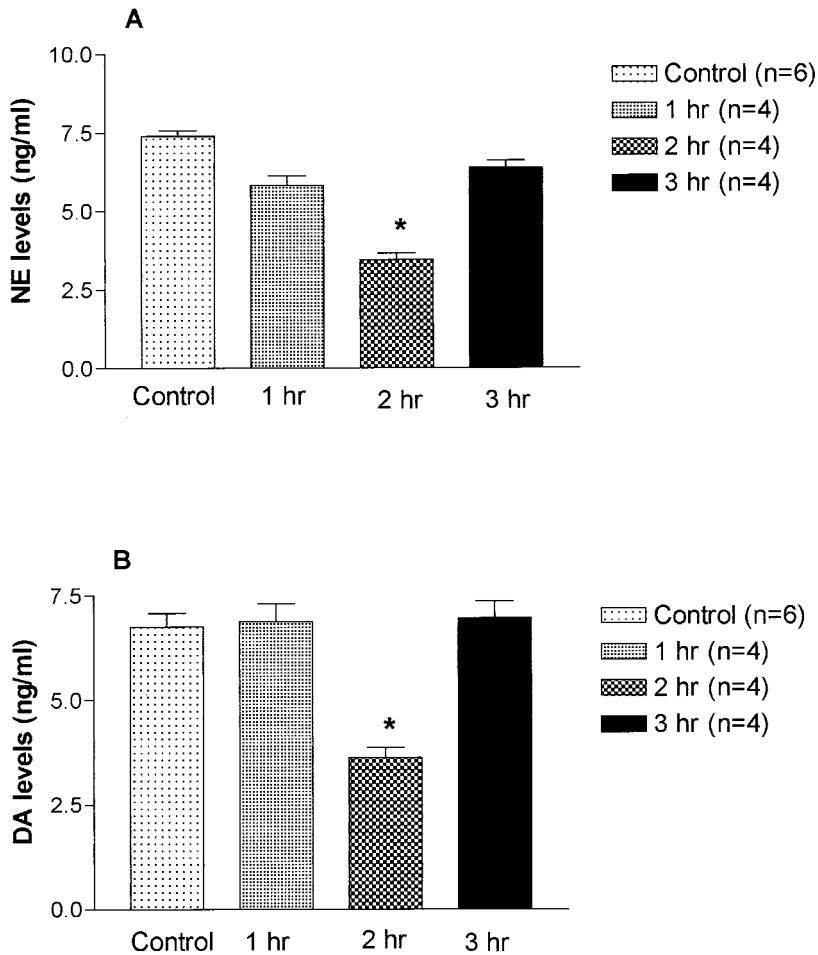 A
10.0
7.5
5.0
2.5
0.0
NE levels (ng/ml)
*
Control
1 hr
2 hr
3 hr
Control (n=6)
1 hr (n=4)
2 hr (n=4)
3 hr (n=4)
B
7.5
5.0
2.5
0.0
DA levels (ng/ml)
*
Control
1 hr
2 hr
3 hr
Control (n=6)
1 hr (n=4)
2 hr (n=4)
3 hr (n=4)